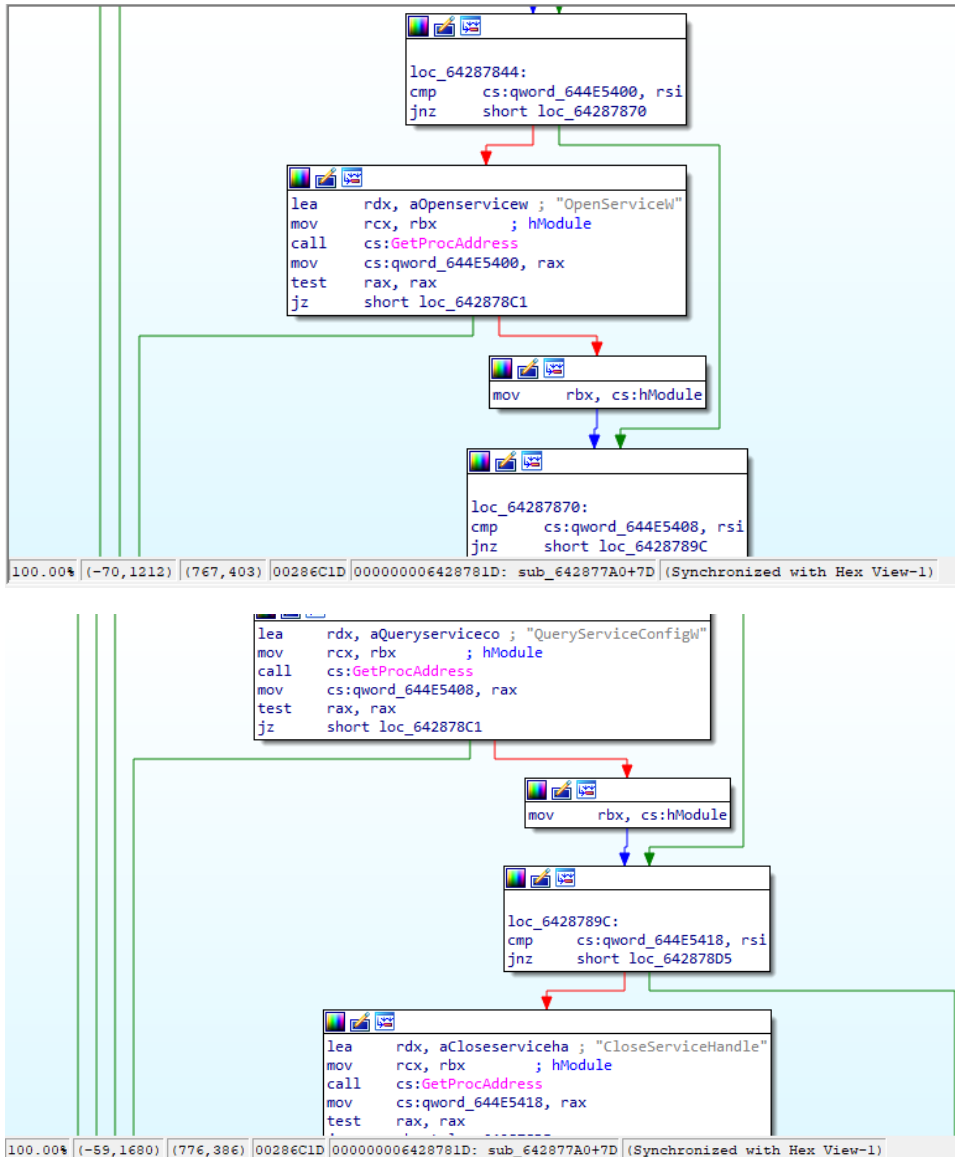 loc_64287844:
cmp cs:qword_644E5400, rsi
jnz short loc_64287870
lea rdx, aOpenservicew ; "OpenServiceW"
mov rcx, rbx ; hModule
call cs:GetProcAddress
mov cs:qword_644E5400, rax
test rax, rax
jz short loc_642878C1
mov rbx, cs:hModule
loc_64287870:
cmp cs:qword_644E5408, rsi
jnz short loc_6428789C
100.00% (-70,1212) (767,403) 00286C1D 000000006428781D: sub_642877A0+7D (Synchronized with Hex View-1)
lea rdx, aQueryserviceco ; "QueryServiceConfigW"
mov rcx, rbx ; hModule
call cs:GetProcAddress
mov cs:qword_644E5408, rax
test rax, rax
jz short loc_642878C1
mov rbx, cs:hModule
loc_6428789C:
cmp cs:qword_644E5418, rsi
jnz short loc_642878D5
lea rdx, aCloseserviceha ; "CloseServiceHandle"
mov rcx, rbx ; hModule
call cs:GetProcAddress
mov cs:qword_644E5418, rax
test rax, rax
100.00% (-59,1680) (776,386) 00286C1D 000000006428781D: sub_642877A0+7D (Synchronized with Hex View-1)